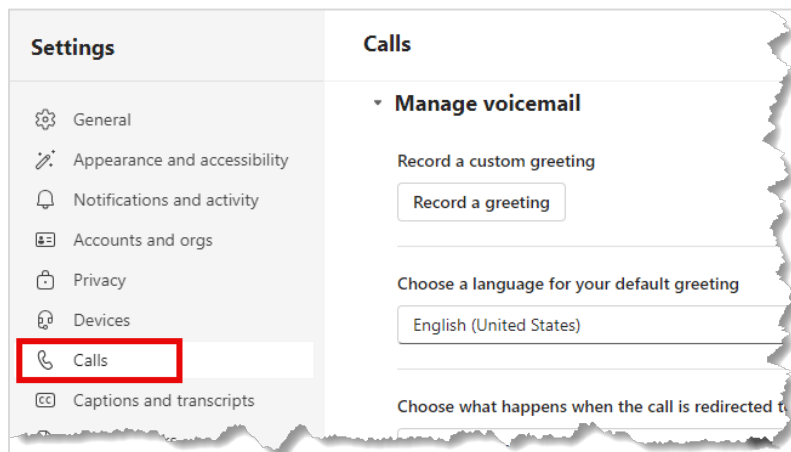 Settings
General
Appearance and accessibility
Notifications and activity
Accounts and orgs
Privacy
Devices
Calls
CC
Captions and transcripts
Calls
Manage voicemail
Record a custom greeting
Record a greeting
Choose a language for your default greeting
English (United States)
Choose what happens when the call is redirected